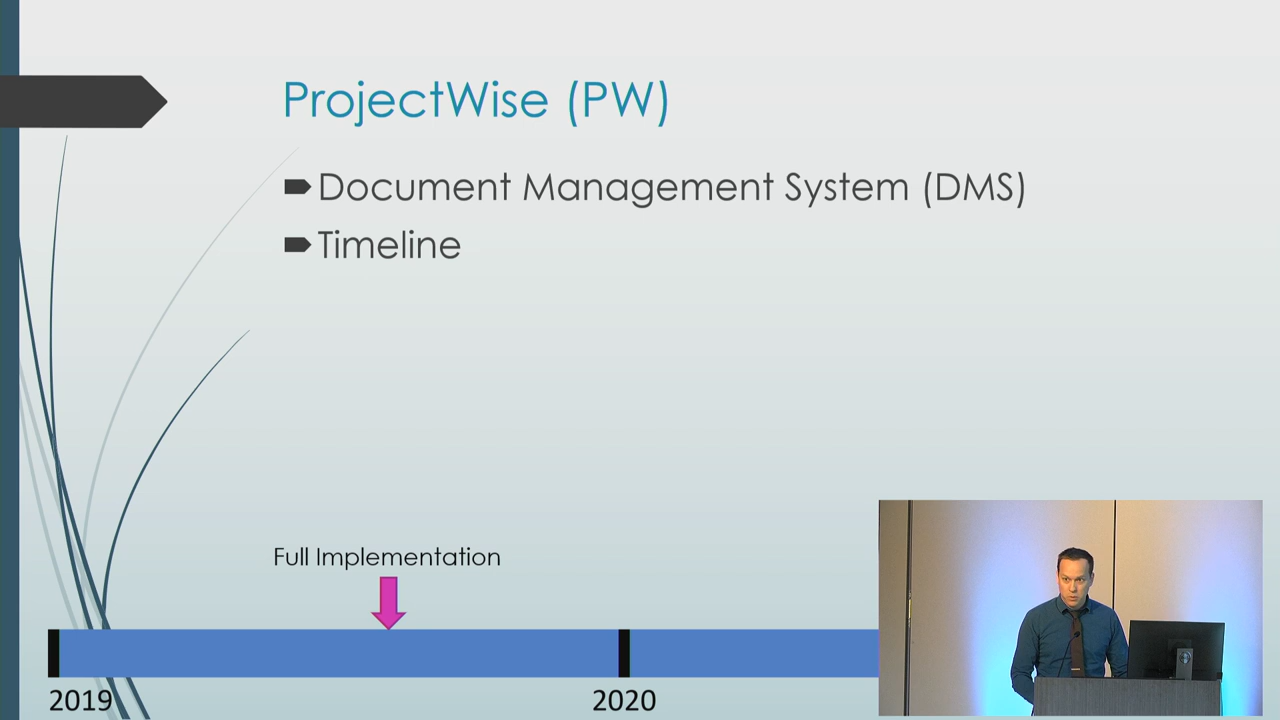 ProjectWise (PW)
Document Management System (DMS)
Timeline
Full Implementation
2019
2020